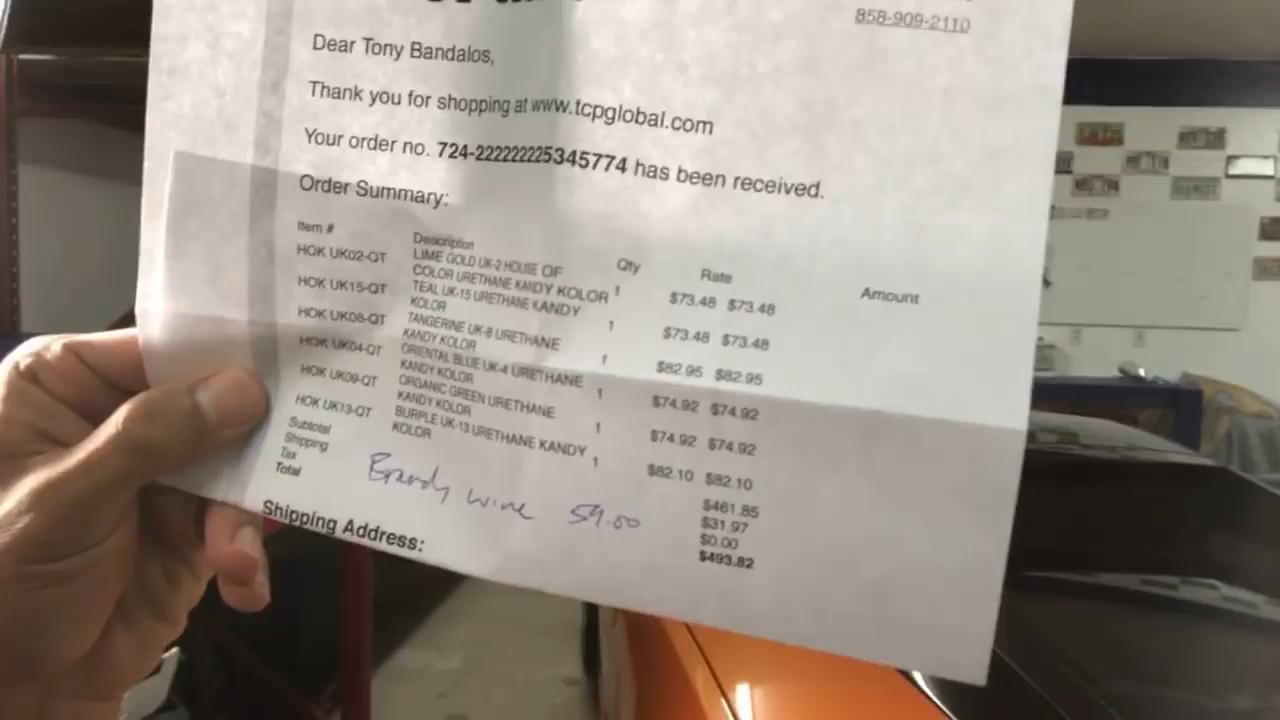 858-909-2110
Dear Tony Bandalos,
Thank you for shopping at www.tcpglobal.com
Your order no. 724-22222225345774 has been received.
Order Summary:
Item # Description Qty Rate Amount
HOK UK02-QT LIME GOLD UK-2 HOUSE OF
COLOR URETHANE KANDY KOLOR 1 $73.48 $73.48
HOK UK15-QT TEAL UK-15 URETHANE KANDY
KOLOR 1 $73.48 $73.48
HOK UK08-QT TANGERINE UK-8 URETHANE
KANDY KOLOR 1 $82.95 $82.95
HOK UK04-QT ORIENTAL BLUE UK-4 URETHANE
KANDY KOLOR 1 $74.92 $74.92
HOK UK09-QT ORGANIC GREEN URETHANE
KANDY KOLOR 1 $74.92 $74.92
HOK UK13-QT BURPLE UK-13 URETHANE KANDY
KOLOR 1 $82.10 $82.10
Subtotal $461.85
Shipping $31.97
Tax $0.00
Total $493.82
Brandy wine 59.00
Shipping Address: